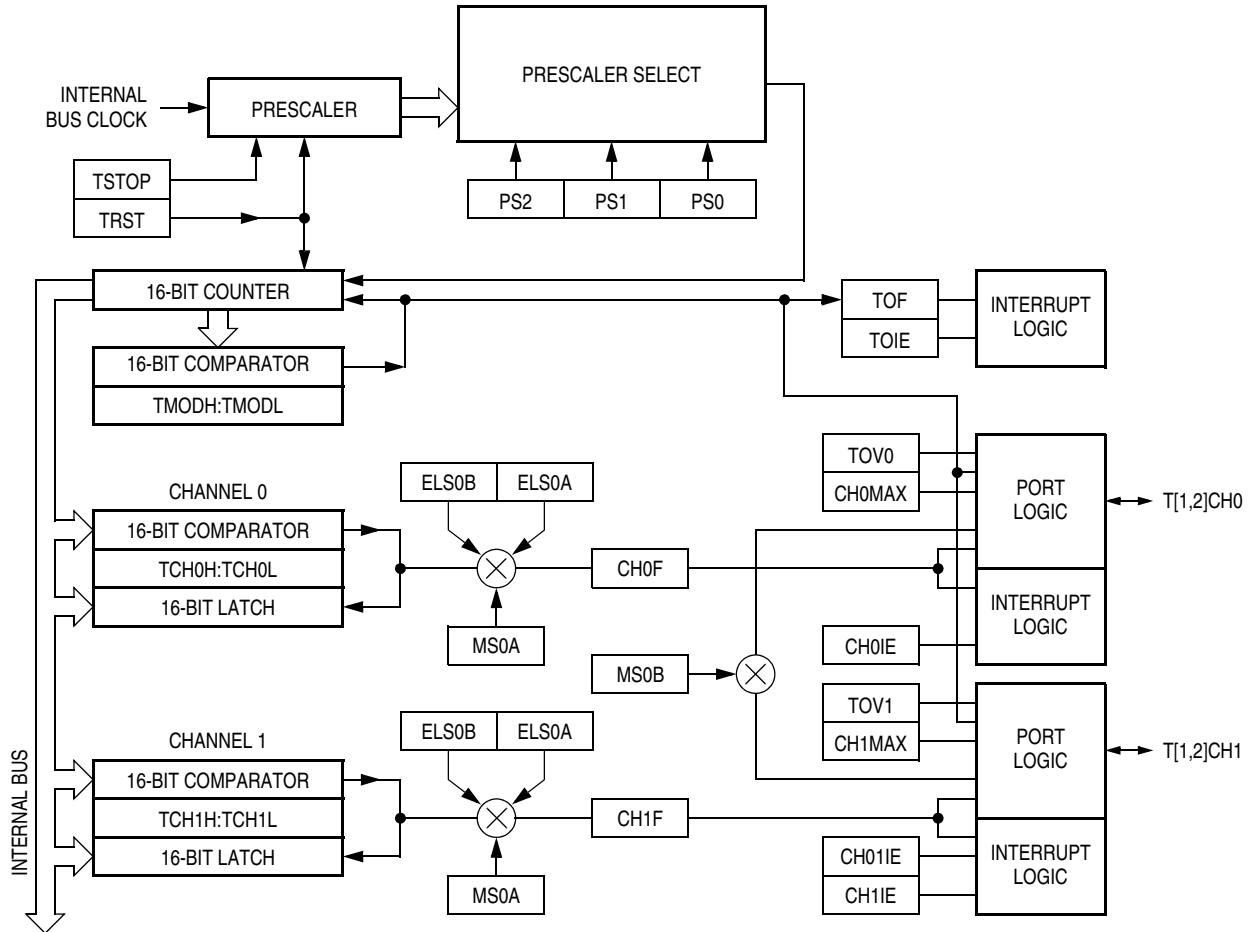 PRESCALER SELECT
INTERNAL
BUS CLOCK
PRESCALER
TSTOP
TRST
PS2
PS1
PS0
16-BIT COUNTER
TOF
TOIE
INTERRUPT
LOGIC
16-BIT COMPARATOR
TMODH:TMODL
CHANNEL 0
16-BIT COMPARATOR
TCH0H:TCH0L
16-BIT LATCH
ELS0B
ELS0A
MS0A
CH0F
TOV0
CH0MAX
PORT
LOGIC
T[1,2]CH0
INTERRUPT
LOGIC
CH0IE
MS0B
CHANNEL 1
16-BIT COMPARATOR
TCH1H:TCH1L
16-BIT LATCH
ELS0B
ELS0A
MS0A
CH1F
TOV1
CH1MAX
PORT
LOGIC
T[1,2]CH1
CH01IE
CH1IE
INTERRUPT
LOGIC
INTERNAL BUS